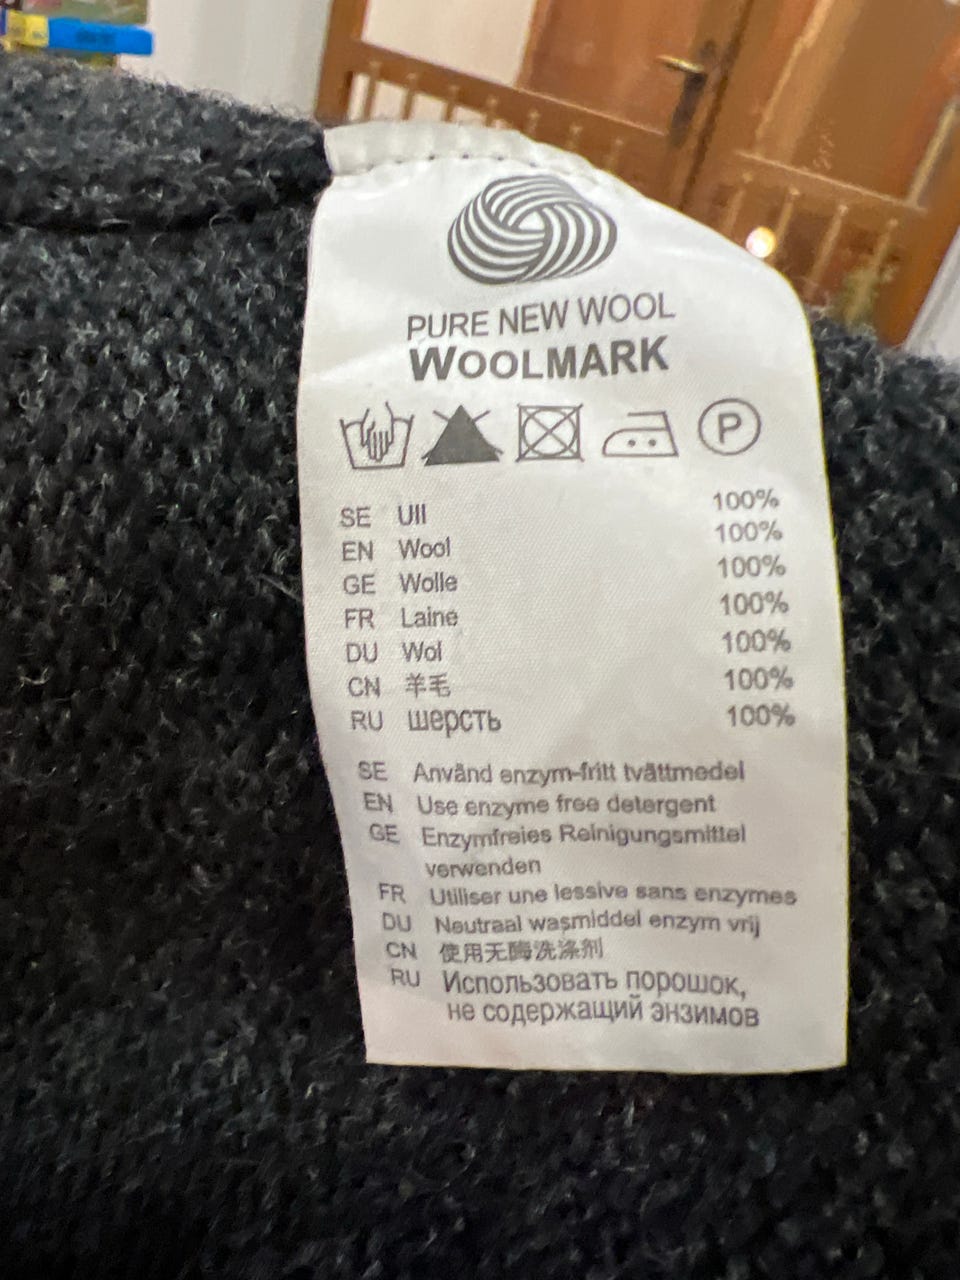 PURE NEW WOOL
WOOLMARK
P
SE Ull 100%
EN Wool 100%
GE Wolle 100%
FR Laine 100%
DU Wol 100%
CN 羊毛 100%
RU шерсть 100%
SE Använd enzym-fritt tvättmedel
EN Use enzyme free detergent
GE Enzymfreies Reinigungsmittel
verwenden
FR Utiliser une lessive sans enzymes
DU Neutraal wasmiddel enzym vrij
CN 使用无酶洗涤剂
RU Использовать порошок,
не содержащий энзимов